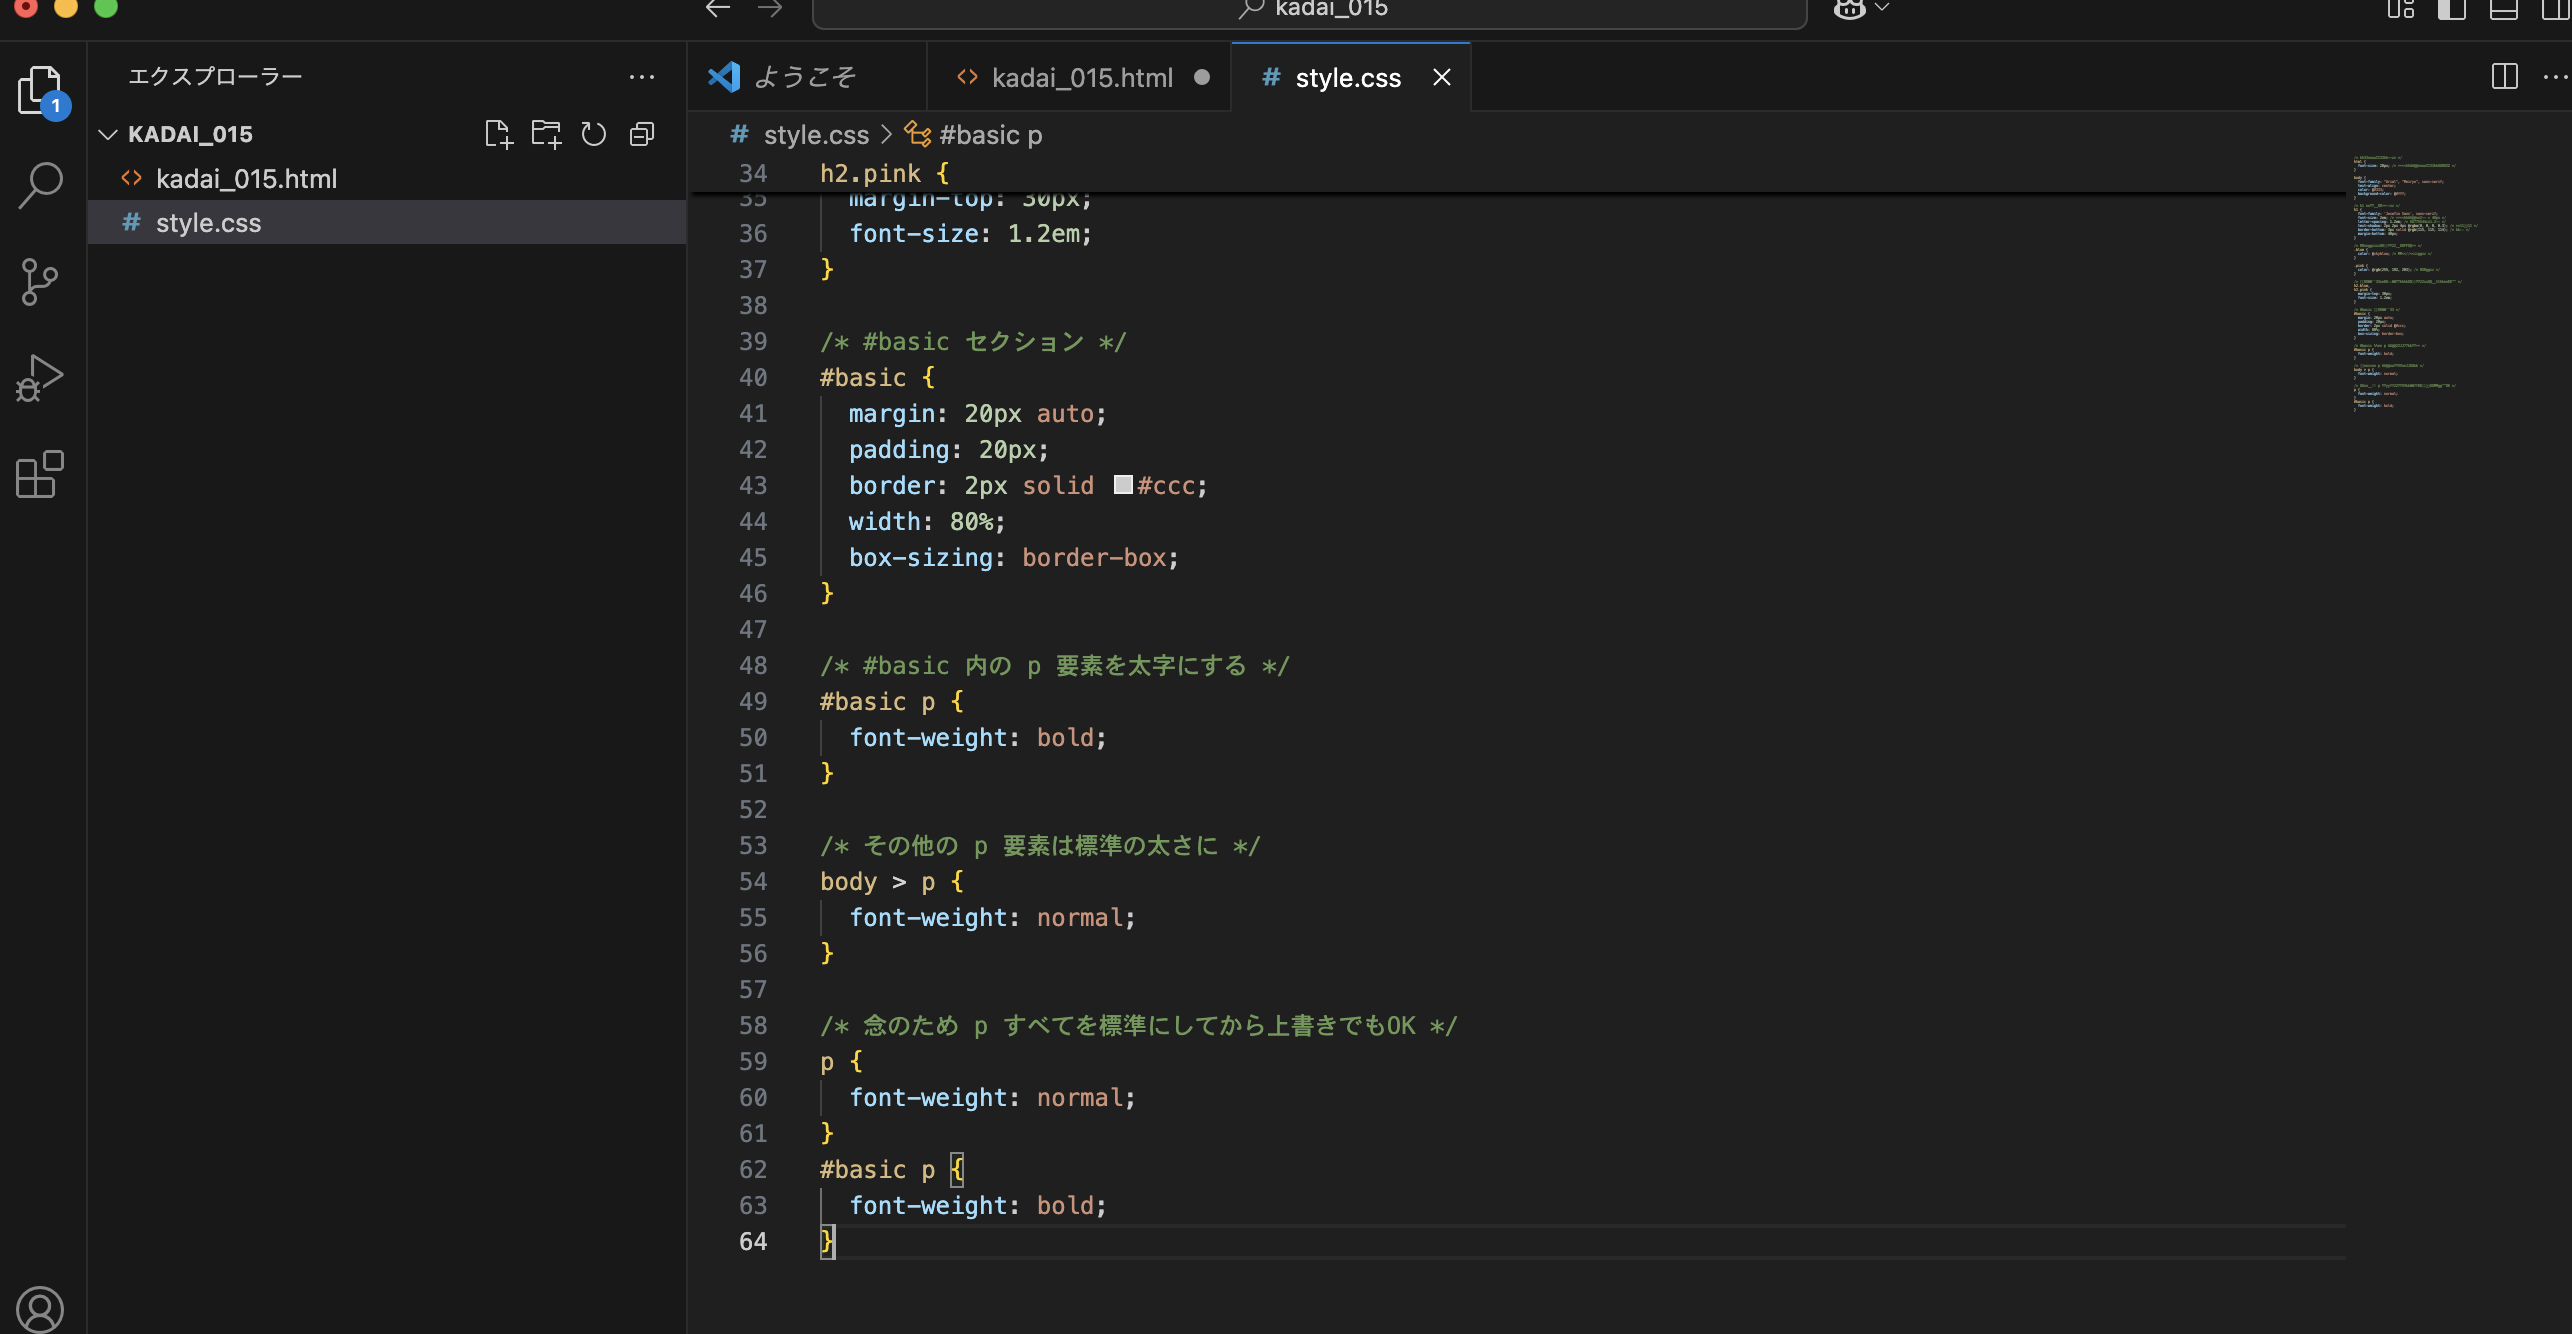 kadai_015
エクスプローラー
ようこそ
kadai_015.html
# style.css
1
KADAI_015
kadai_015.html
# style.css
# style.css > #basic p
34 h2.pink {
35 margin-top: 30px;
36 font-size: 1.2em;
37 }
38
39 /* #basic セクション */
40 #basic {
41 margin: 20px auto;
42 padding: 20px;
43 border: 2px solid #ccc;
44 width: 80%;
45 box-sizing: border-box;
46 }
47
48 /* #basic 内の p 要素を太字にする */
49 #basic p {
50 font-weight: bold;
51 }
52
53 /* その他の p 要素は標準の太さに */
54 body > p {
55 font-weight: normal;
56 }
57
58 /* 念のため p すべてを標準にしてから上書きでもOK */
59 p {
60 font-weight: normal;
61 }
62 #basic p {
63 font-weight: bold;
64 }